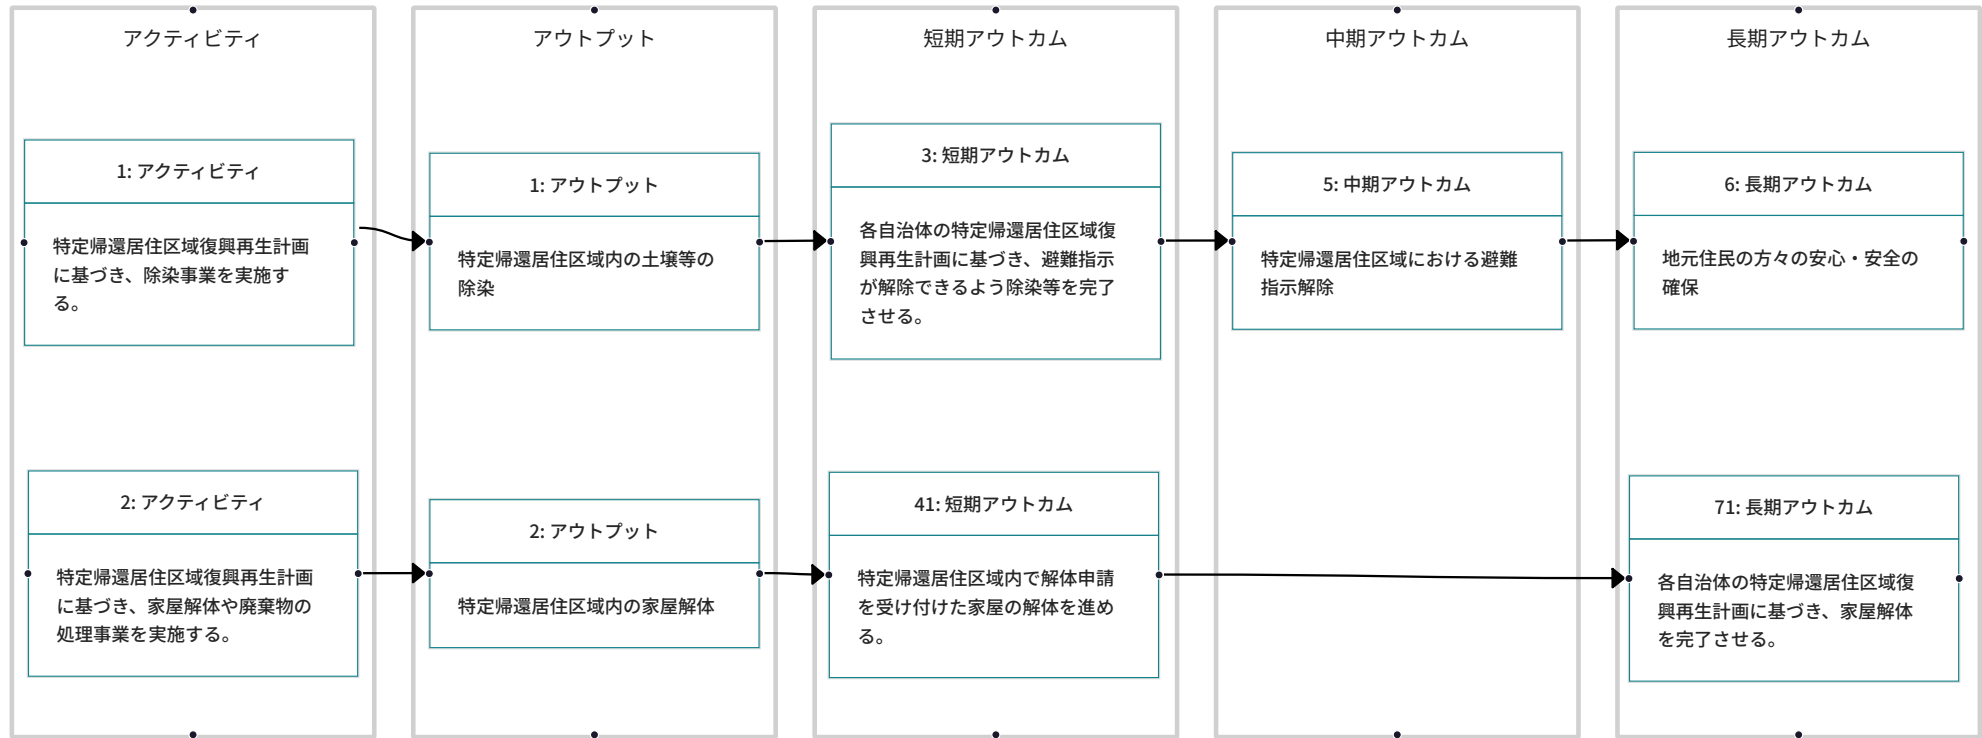 アクティビティ
アウトプット
短期アウトカム
中期アウトカム
長期アウトカム
1: アクティビティ
特定帰還居住区域復興再生計画
に基づき、除染事業を実施す
る。
1: アウトプット
特定帰還居住区域内の土壌等の
除染
3: 短期アウトカム
各自治体の特定帰還居住区域復
興再生計画に基づき、避難指示
が解除できるよう除染等を完了
させる。
5: 中期アウトカム
特定帰還居住区域における避難
指示解除
6: 長期アウトカム
地元住民の方々の安心・安全の
確保
2: アクティビティ
特定帰還居住区域復興再生計画
に基づき、家屋解体や廃棄物の
処理事業を実施する。
2: アウトプット
特定帰還居住区域内の家屋解体
41: 短期アウトカム
特定帰還居住区域内で解体申請
を受け付けた家屋の解体を進め
る。
71: 長期アウトカム
各自治体の特定帰還居住区域復
興再生計画に基づき、家屋解体
を完了させる。